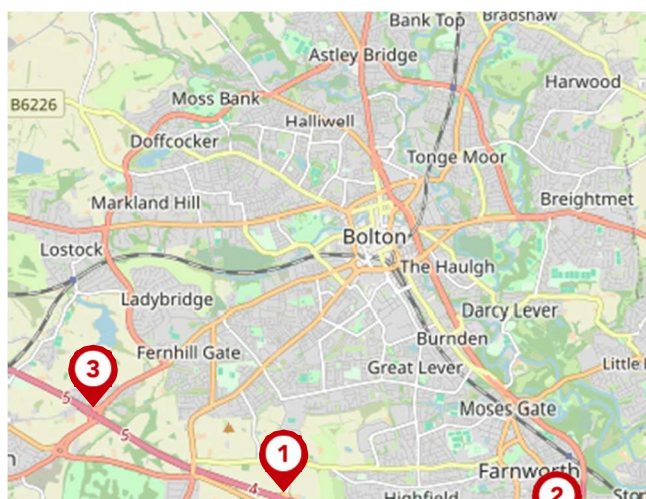 Bank Top
Bradshaw
Astley Bridge
Harwood
B6226
Moss Bank
Halliwell
Doffcocker
Tonge Moor
Markland Hill
Breightmet
Bolton
Lostock
The Haulgh
Ladybridge
Darcy Lever
Burnden
Fernhill Gate
Great Lever
Little
3
5
5
Moses Gate
1
Farnworth
4
2
Highfield